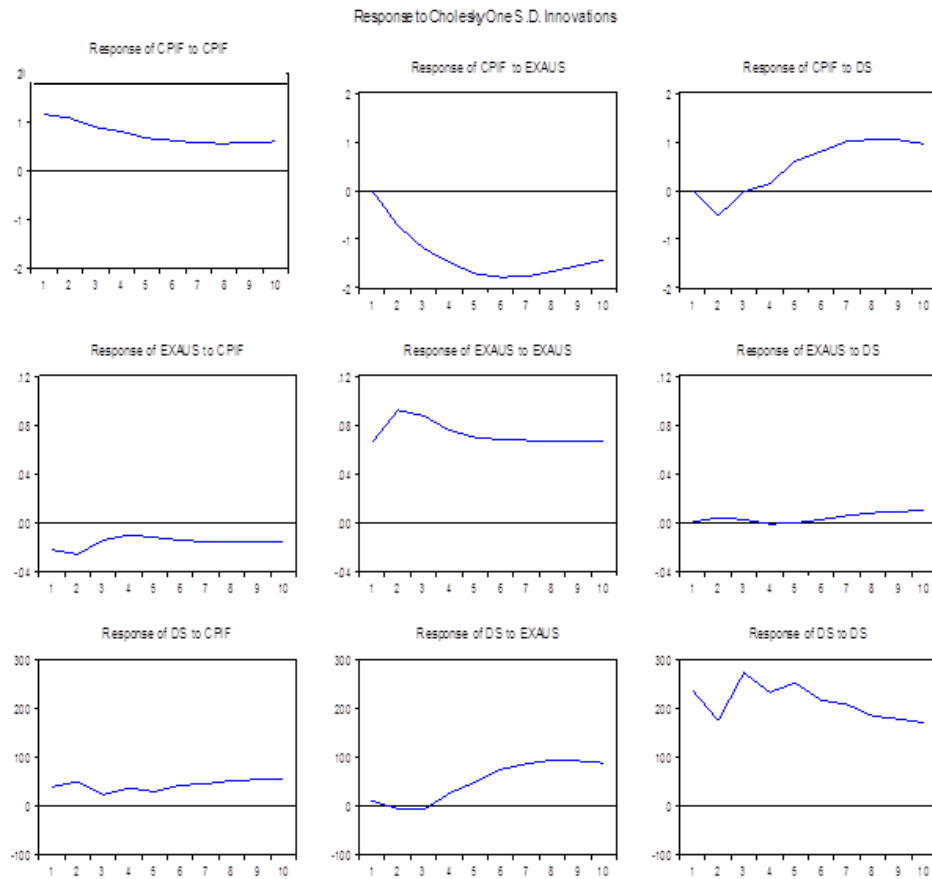 Response to Cholesky One S.D. Innovations
Response of CPIF to CPIF
2
1
0
-1
-2
1 2 3 4 5 6 7 8 9 10
Response of CPIF to EXAUS
2
1
0
-1
-2
1 2 3 4 5 6 7 8 9 10
Response of CPIF to DS
2
1
0
-1
-2
1 2 3 4 5 6 7 8 9 10
Response of EXAUS to CPIF
.12
.08
.04
.00
-.04
1 2 3 4 5 6 7 8 9 10
Response of EXAUS to EXAUS
.12
.08
.04
.00
-.04
1 2 3 4 5 6 7 8 9 10
Response of EXAUS to DS
.12
.08
.04
.00
-.04
1 2 3 4 5 6 7 8 9 10
Response of DS to CPIF
300
200
100
0
-100
1 2 3 4 5 6 7 8 9 10
Response of DS to EXAUS
300
200
100
0
-100
1 2 3 4 5 6 7 8 9 10
Response of DS to DS
300
200
100
0
-100
1 2 3 4 5 6 7 8 9 10